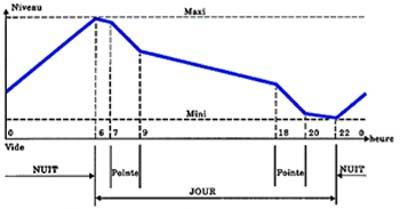 Niveau
Maxi
Mini
0 6 7 9 18 20 22 0
heure
Vide
NUIT Pointe Pointe NUIT
JOUR